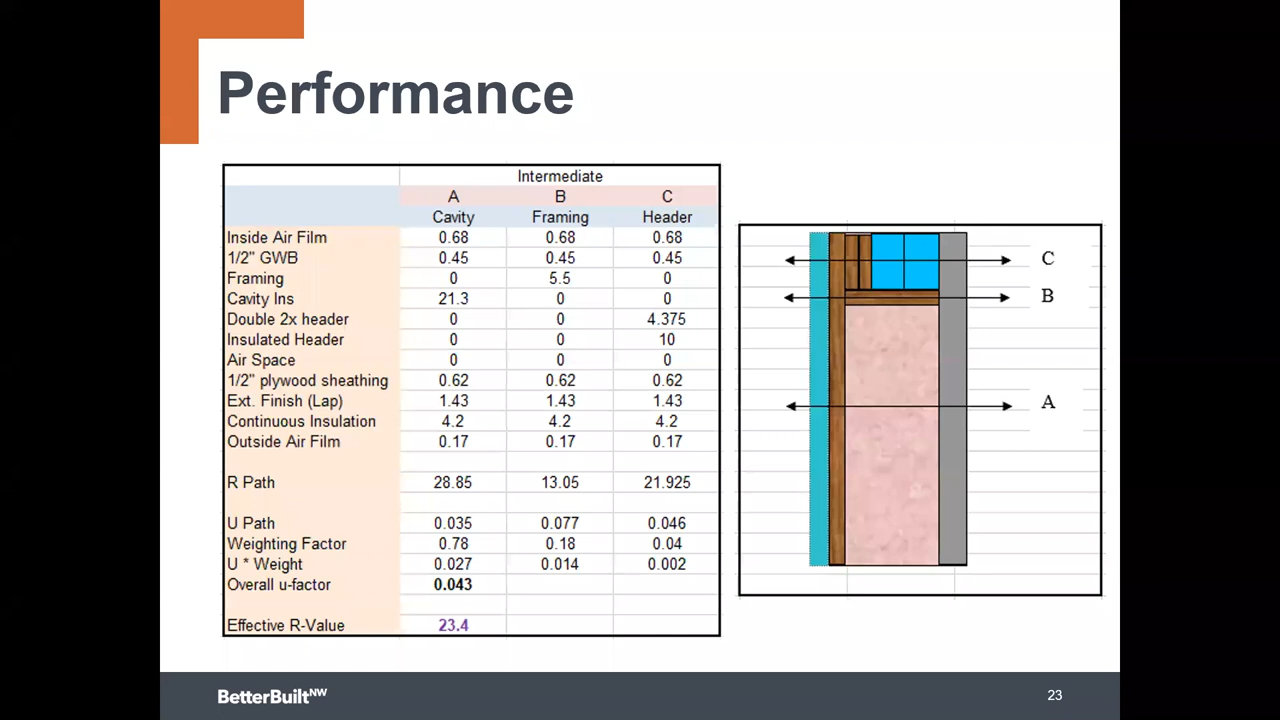 Performance
Intermediate
A B C
Cavity Framing Header
Inside Air Film 0.68 0.68 0.68
1/2" GWB 0.45 0.45 0.45
Framing 0 5.5 0
Cavity Ins 21.3 0 0
Double 2x header 0 0 4.375
Insulated Header 0 0 10
Air Space 0 0 0
1/2" plywood sheathing 0.62 0.62 0.62
Ext. Finish (Lap) 1.43 1.43 1.43
Continuous Insulation 4.2 4.2 4.2
Outside Air Film 0.17 0.17 0.17
R Path 28.85 13.05 21.925
U Path 0.035 0.077 0.046
Weighting Factor 0.78 0.18 0.04
U * Weight 0.027 0.014 0.002
Overall u-factor 0.043
Effective R-Value 23.4
C
B
A
BetterBuiltNW
23